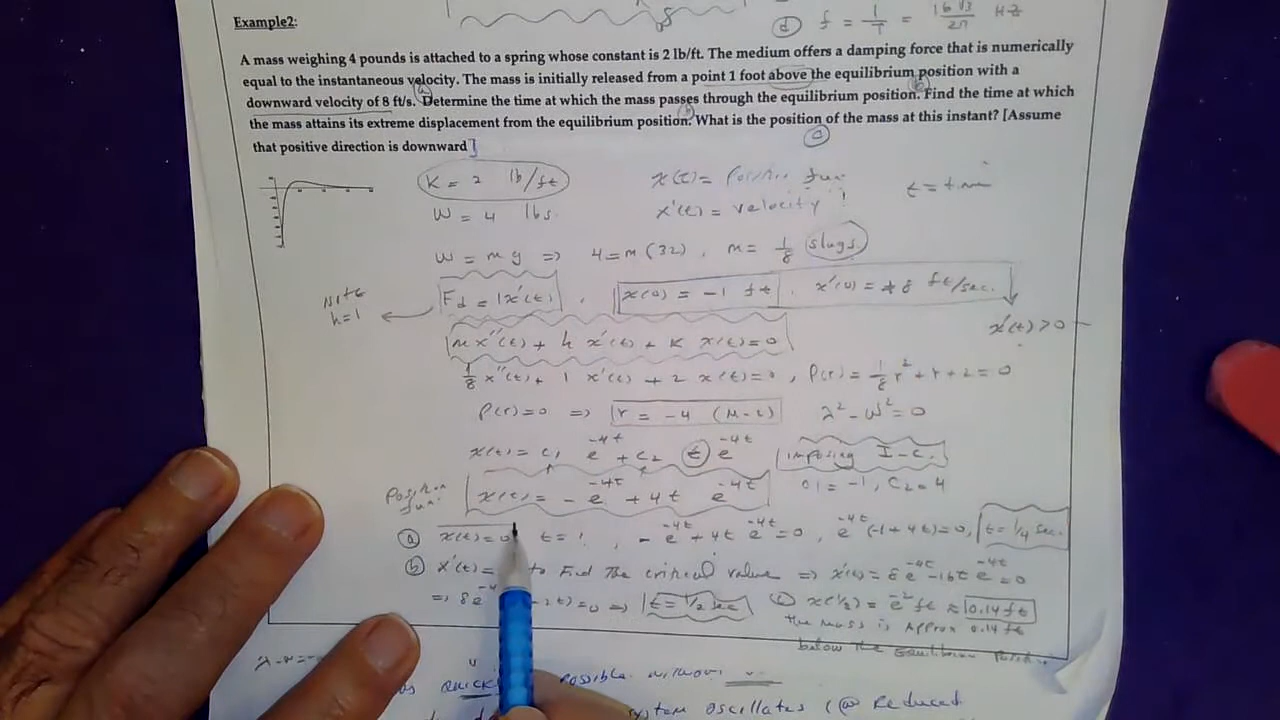 ⓓ f = 1/T = 16√3/2π HZ
Example2:
A mass weighing 4 pounds is attached to a spring whose constant is 2 lb/ft. The medium offers a damping force that is numerically
equal to the instantaneous velocity. The mass is initially released from a point 1 foot above the equilibrium position with a
downward velocity of 8 ft/s. Determine the time at which the mass passes through the equilibrium position. Find the time at which
the mass attains its extreme displacement from the equilibrium position. What is the position of the mass at this instant? [Assume
that positive direction is downward]
K = 2 lb/ft x(t) = Position fun t = time
W = 4 lbs. x'(t) = velocity
W = mg => 4 = m(32), m = 1/8 slugs.
Note h=1 Fd = 1x'(t), x(0) = -1 ft, x'(0) = +8 ft/sec.
x'(t) > 0
m x''(t) + h x'(t) + K x(t) = 0
1/8 x''(t) + 1 x'(t) + 2 x(t) = 0, P(r) = 1/8 r² + r + 2 = 0
P(r) = 0 => r = -4 (M-2) λ² - ω² = 0
x(t) = c₁ e^-4t + c₂ t e^-4t imposing I-C.
c1 = -1, C₂ = 4
Position fun: x(t) = -e^-4t + 4t e^-4t
ⓐ x(t) = 0 t = ?, -e^-4t + 4t e^-4t = 0, e^-4t (-1 + 4t) = 0, t = 1/4 sec.
ⓑ x'(t) = to Find The critical value => x'(t) = 8e^-4t - 16t e^-4t = 0
=> 8e^-4 -2t) = 0 => t = 1/2 sec ⓒ x(1/2) = e^-2 ft ≈ 0.14 ft
the mass is Approx 0.14 ft
below the Equilibrium Position
quick possible without
system oscillates (@ Reduced